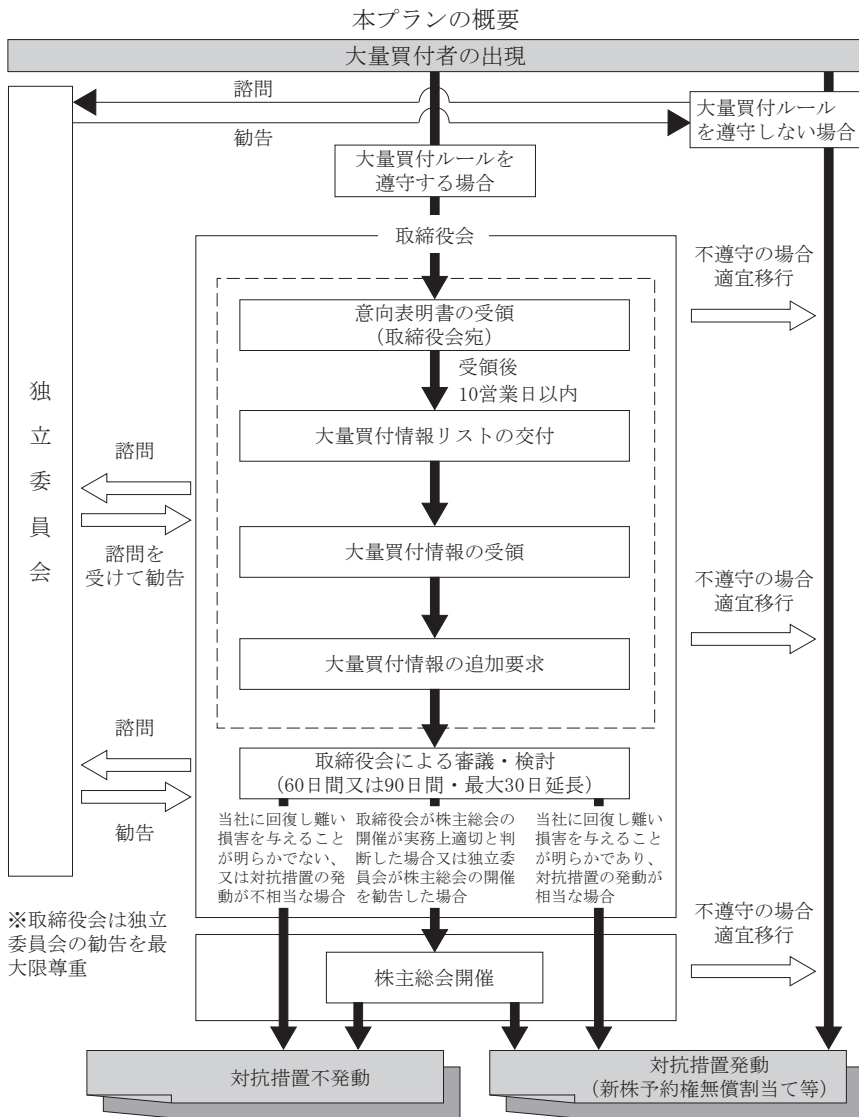 本プランの概要
大量買付者の出現
諮問
勧告
大量買付ルール
を遵守しない場合
大量買付ルールを
遵守する場合
取締役会
不遵守の場合
適宜移行
意向表明書の受領
(取締役会宛)
受領後
10営業日以内
独
立
委
員
会
大量買付情報リストの交付
諮問
諮問を
受けて勧告
大量買付情報の受領
不遵守の場合
適宜移行
大量買付情報の追加要求
諮問
勧告
取締役会による審議・検討
(60日間又は90日間・最大30日延長)
当社に回復し難い
損害を与えること
が明らかでない、
又は対抗措置の発
動が不相当な場合
取締役会が株主総会の
開催が実務上適切と判
断した場合又は独立委
員会が株主総会の開催
を勧告した場合
当社に回復し難い
損害を与えること
が明らかであり、
対抗措置の発動が
相当な場合
※取締役会は独立
委員会の勧告を最
大限尊重
不遵守の場合
適宜移行
株主総会開催
対抗措置不発動
対抗措置発動
(新株予約権無償割当て等)